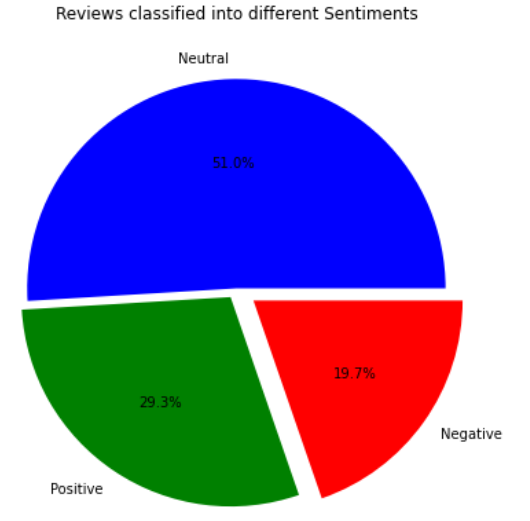 Reviews classified into different Sentiments
Neutral
51.0%
19.7%
29.3%
Negative
Positive